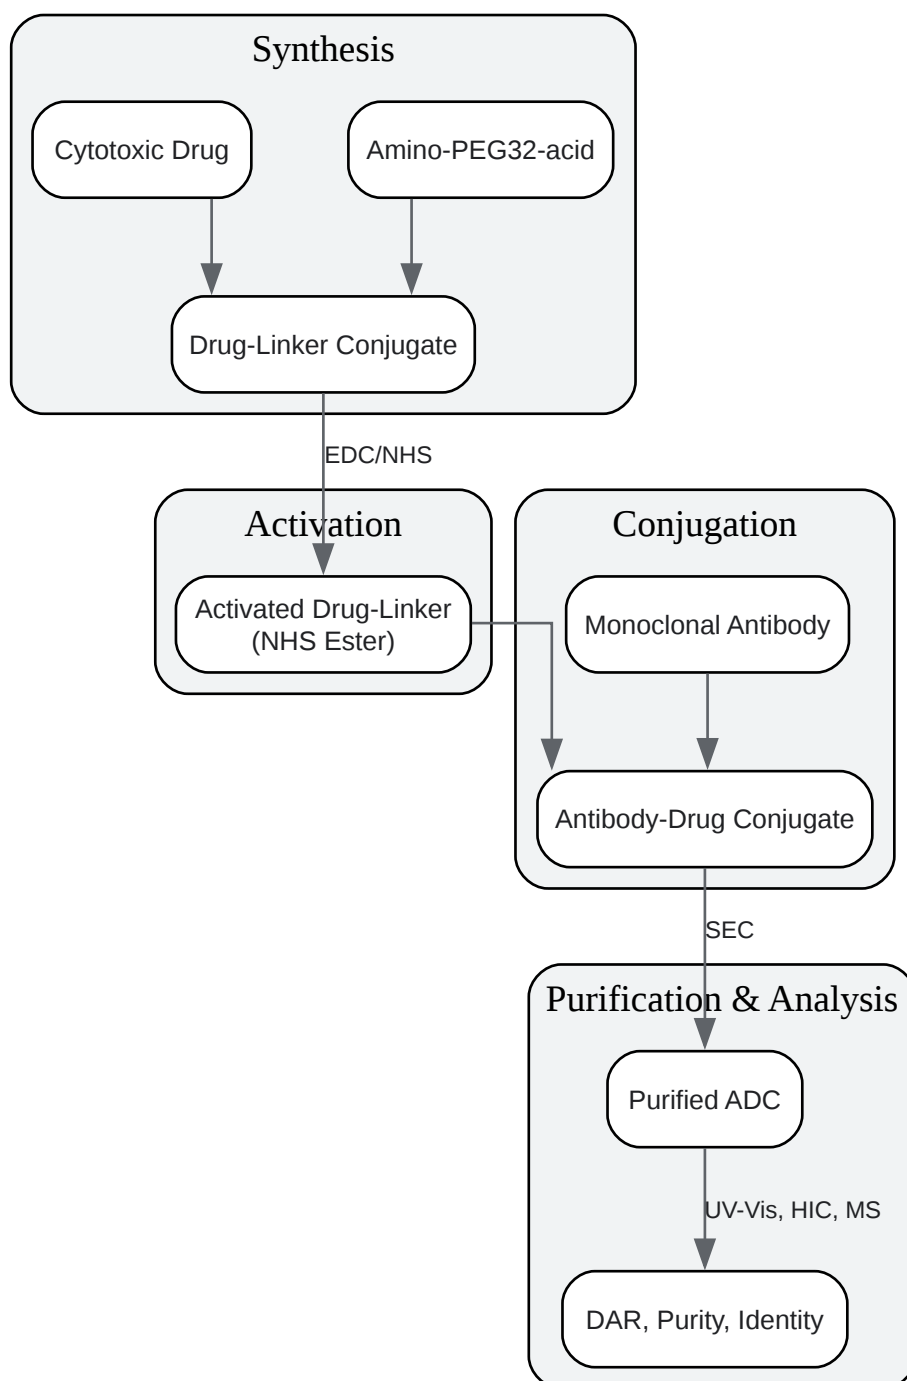 Synthesis
Cytotoxic Drug
Amino-PEG32-acid
Drug-Linker Conjugate
EDC/NHS
Activation
Activated Drug-Linker
(NHS Ester)
Conjugation
Monoclonal Antibody
Antibody-Drug Conjugate
SEC
Purification & Analysis
Purified ADC
UV-Vis, HIC, MS
DAR, Purity, Identity